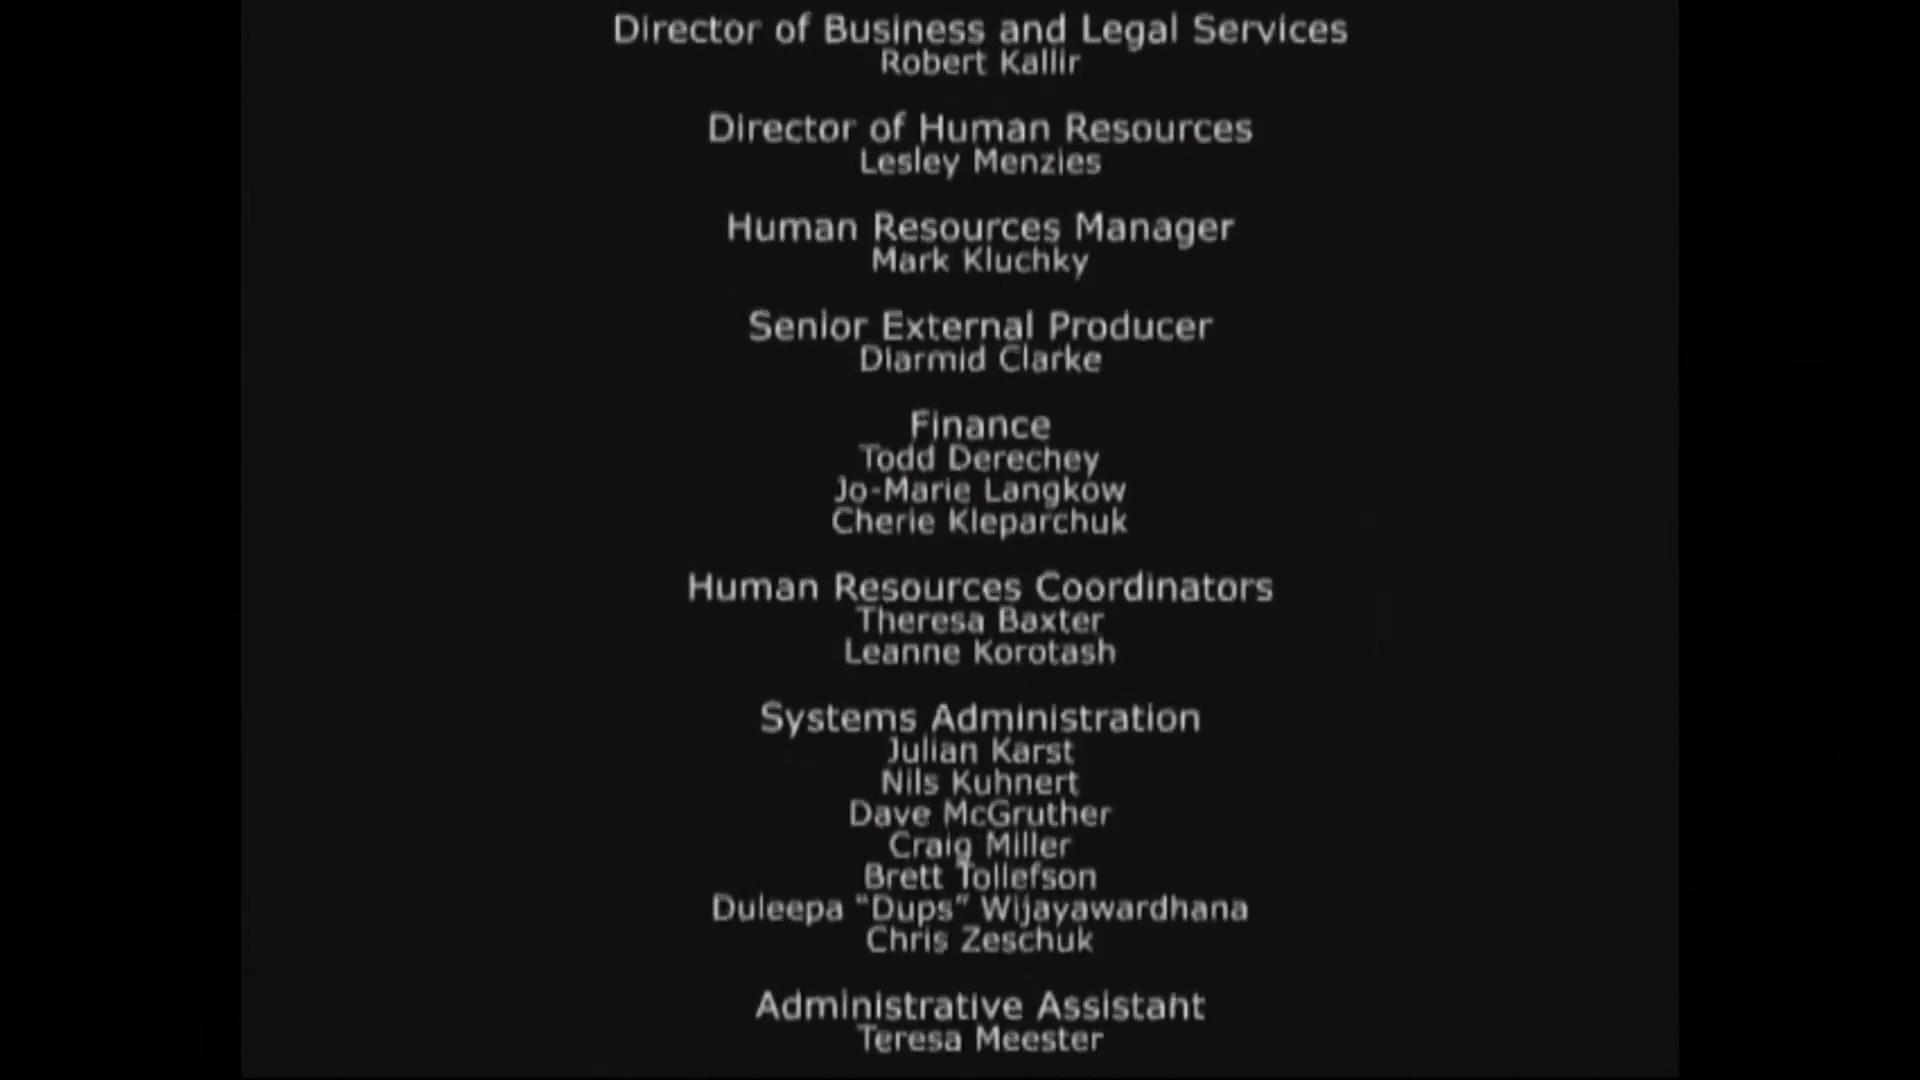 Director of Business and Legal Services
Robert Kallir
Director of Human Resources
Lesley Menzies
Human Resources Manager
Mark Kluchky
Senior External Producer
Diarmid Clarke
Finance
Todd Derechey
Jo-Marie Langkow
Cherie Kleparchuk
Human Resources Coordinators
Theresa Baxter
Leanne Korotash
Systems Administration
Julian Karst
Nils Kuhnert
Dave McGruther
Craig Miller
Brett Tollefson
Duleepa “Dups” Wijayawardhana
Chris Zeschuk
Administrative Assistant
Teresa Meester